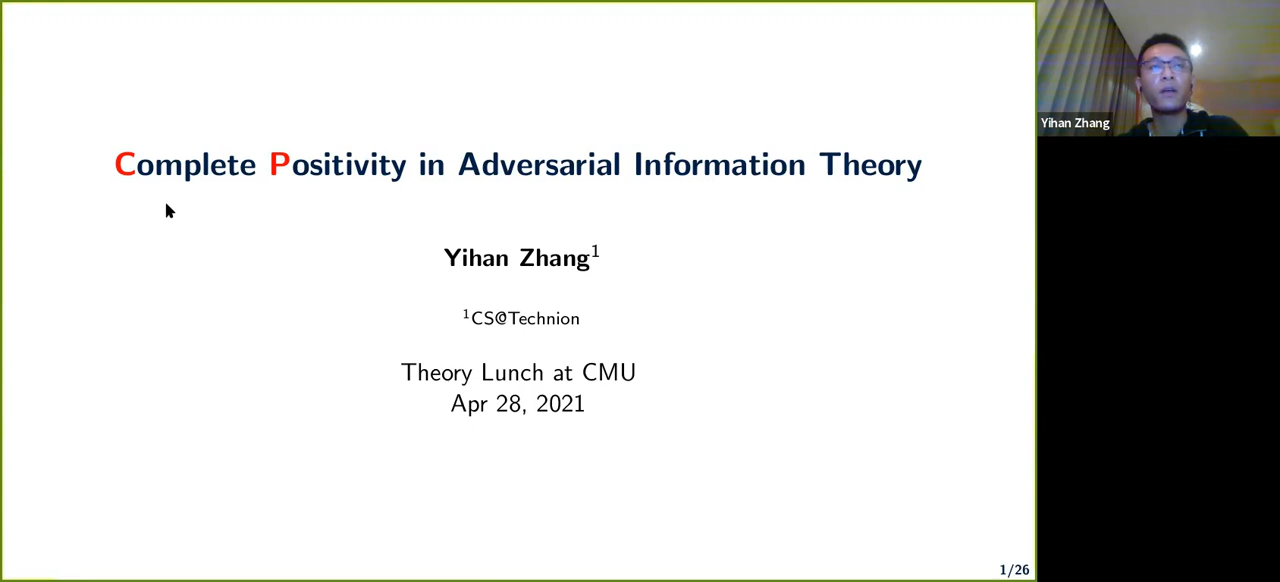 Complete Positivity in Adversarial Information Theory
Yihan Zhang¹
¹CS@Technion
Theory Lunch at CMU
Apr 28, 2021
1/26
Yihan Zhang